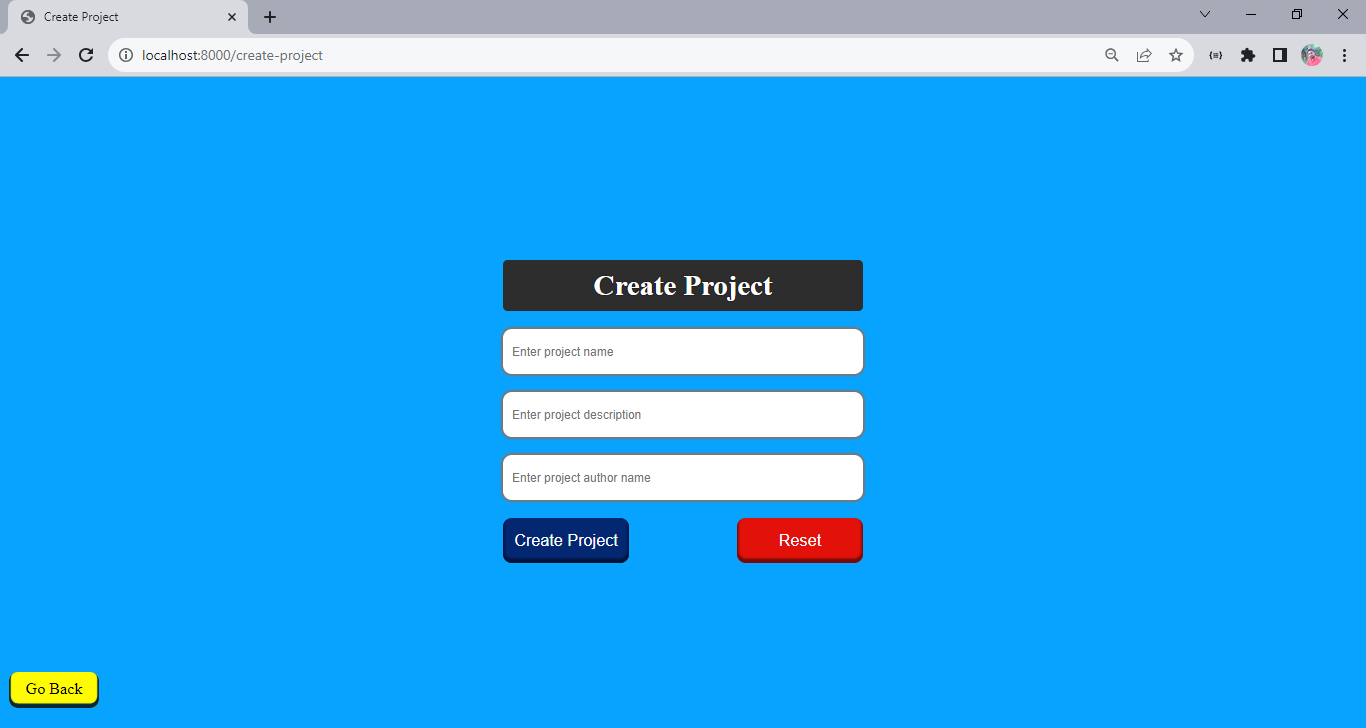 Create Project
localhost:8000/create-project
Create Project
Enter project name
Enter project description
Enter project author name
Create Project Reset
Go Back